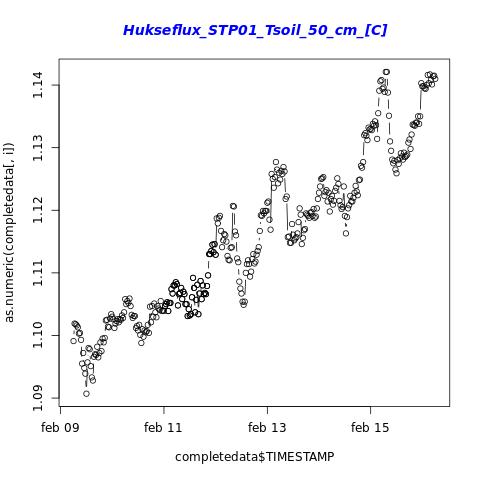 Hukseflux_STP01_Tsoil_50_cm_[C]
as.numeric(completedata[, i])
1.14
1.13
1.12
1.11
1.10
1.09
feb 09
feb 11
feb 13
feb 15
completedata$TIMESTAMP